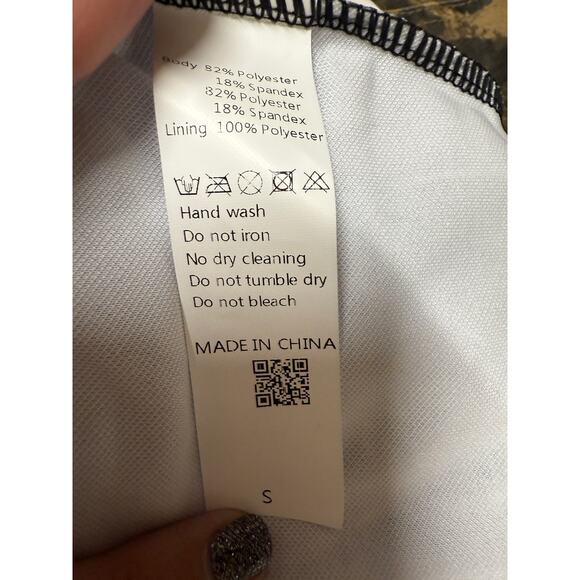 Body 82% Polyester
18% Spandex
82% Polyester
18% Spandex
Lining 100% Polyester
Hand wash
Do not iron
No dry cleaning
Do not tumble dry
Do not bleach
MADE IN CHINA
S